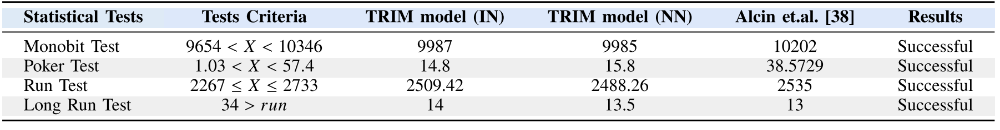 Statistical Tests Tests Criteria TRIM model (IN) TRIM model (NN) Alcin et.al. [38] Results
Monobit Test 9654 < X < 10346 9987 9985 10202 Successful
Poker Test 1.03 < X < 57.4 14.8 15.8 38.5729 Successful
Run Test 2267 ≤ X ≤ 2733 2509.42 2488.26 2535 Successful
Long Run Test 34 > run 14 13.5 13 Successful